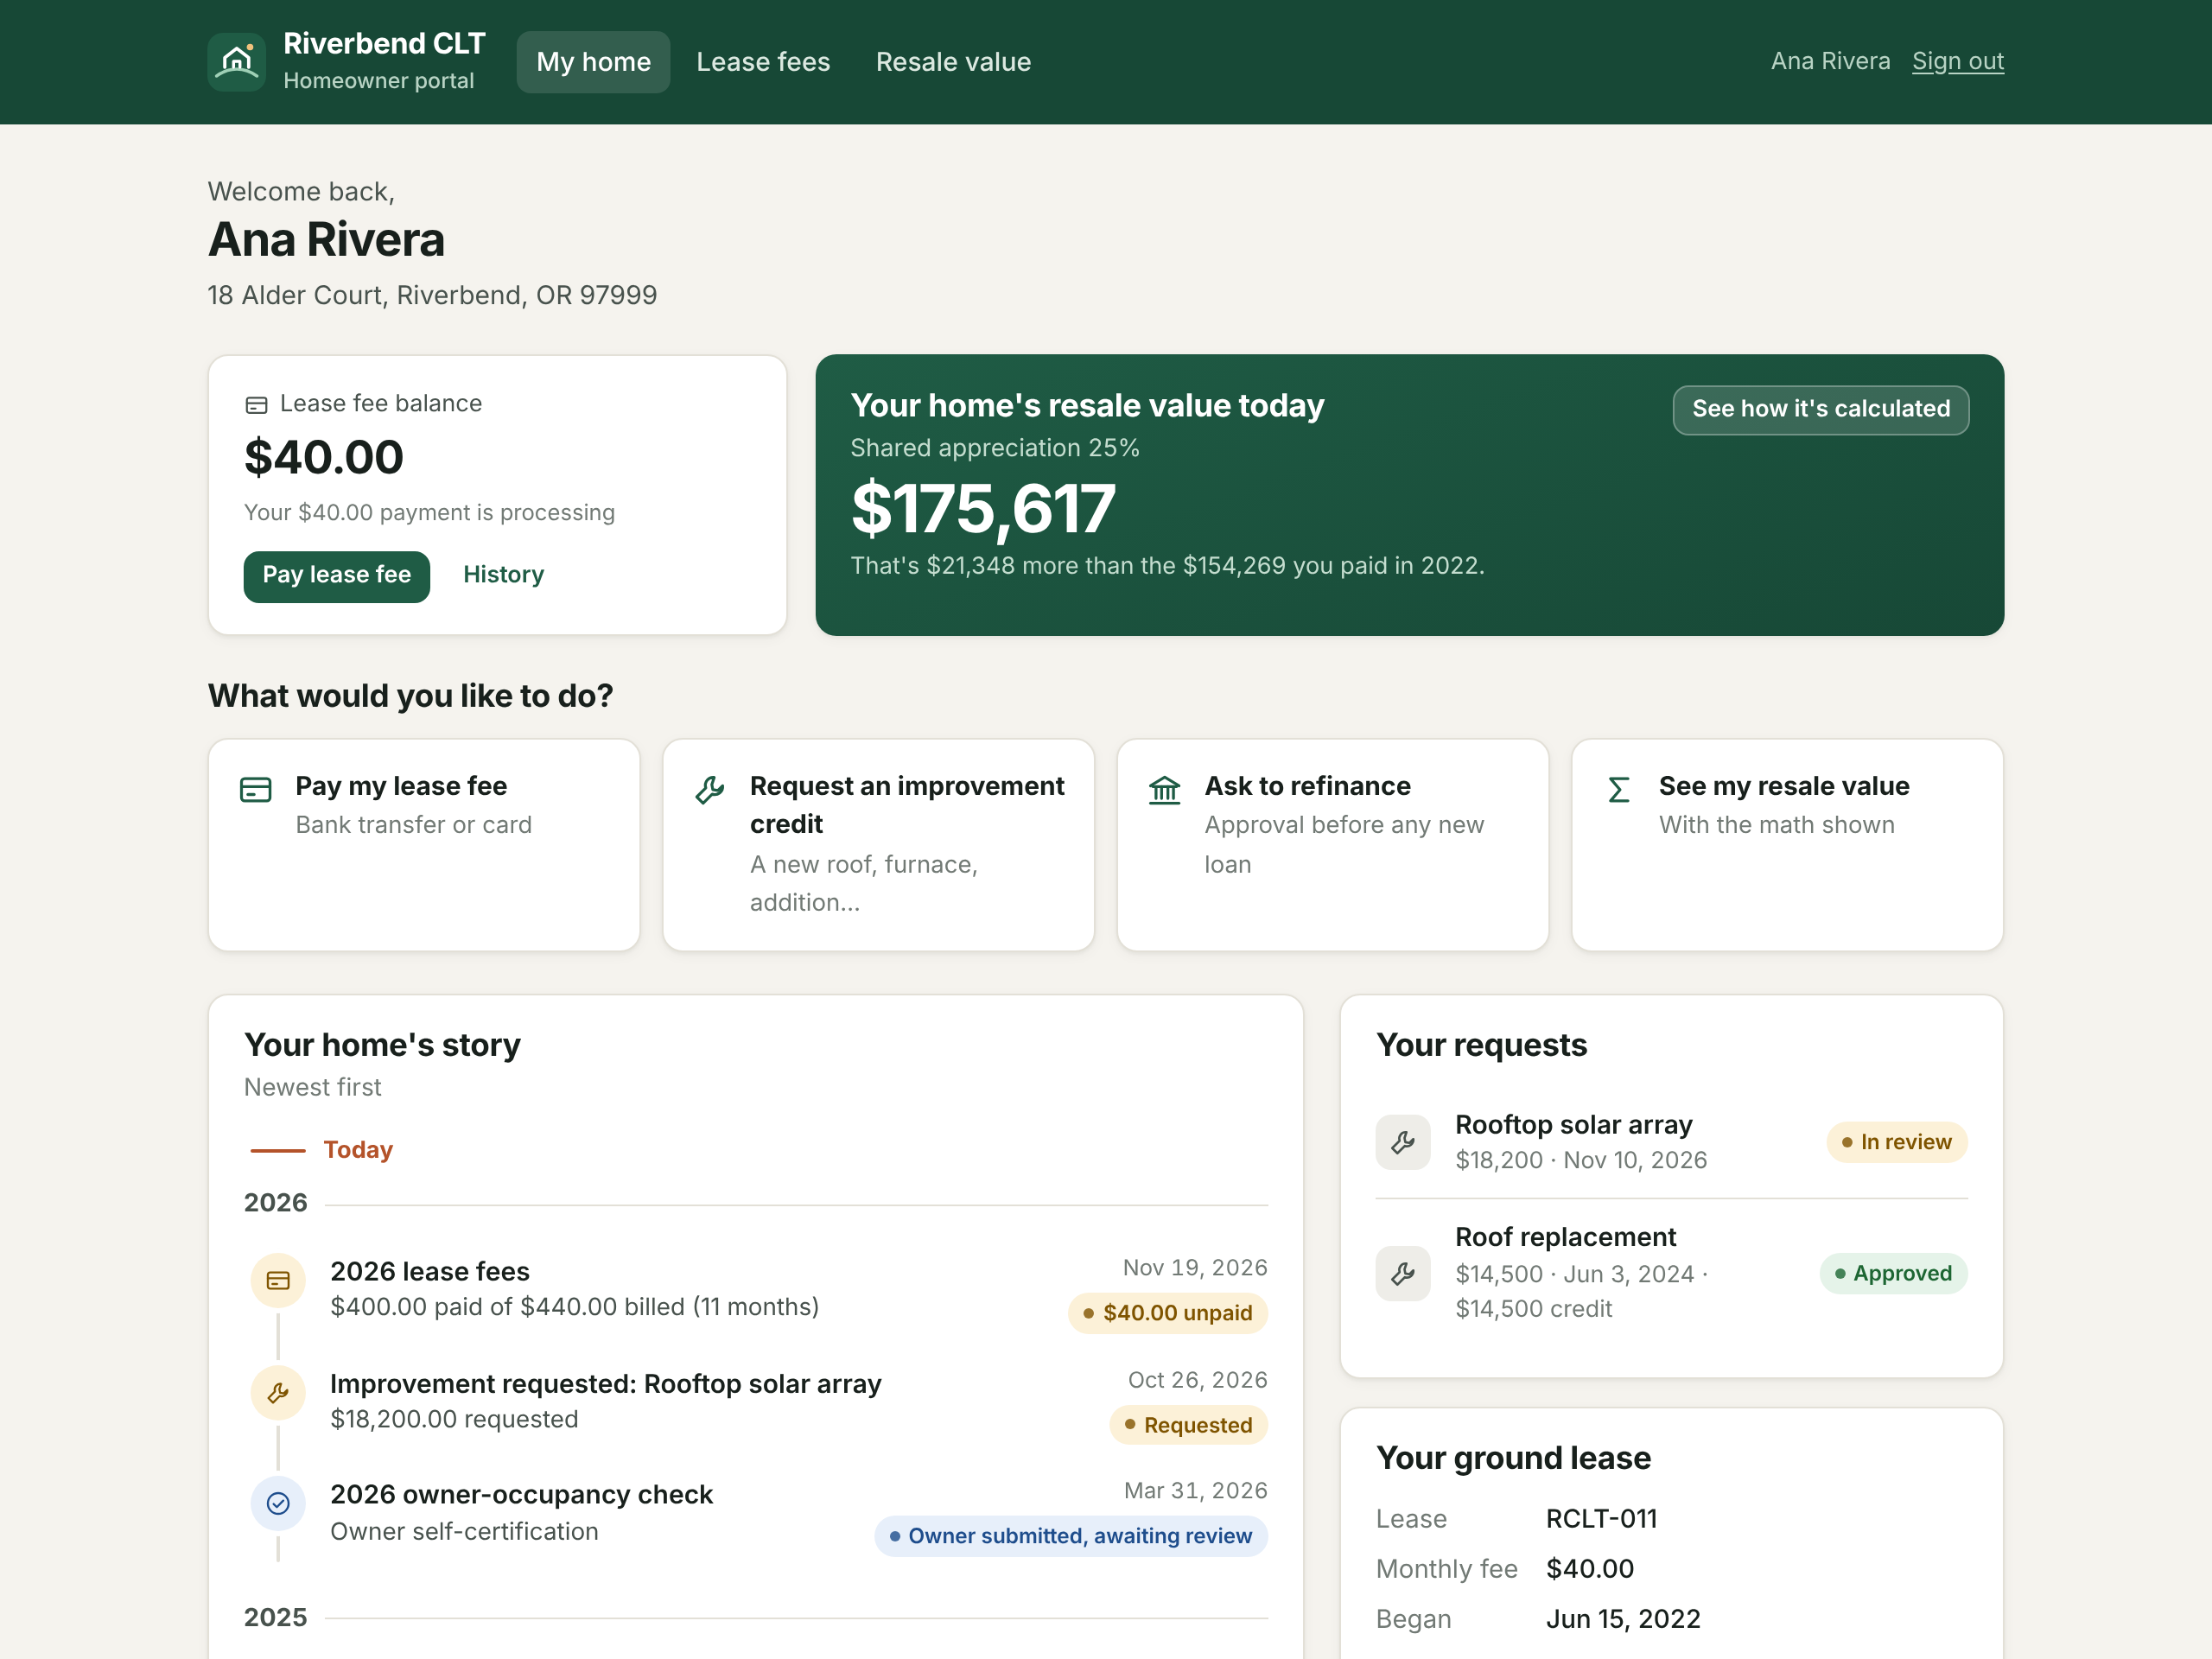 Riverbend CLT
Homeowner portal
My home
Lease fees
Resale value
Ana Rivera
Sign out
Welcome back,
Ana Rivera
18 Alder Court, Riverbend, OR 97999
Lease fee balance
$40.00
Your $40.00 payment is processing
Pay lease fee
History
Your home's resale value today
See how it's calculated
Shared appreciation 25%
$175,617
That's $21,348 more than the $154,269 you paid in 2022.
What would you like to do?
Pay my lease fee
Bank transfer or card
Request an improvement
credit
A new roof, furnace,
addition...
Ask to refinance
Approval before any new
loan
See my resale value
With the math shown
Your home's story
Newest first
Today
2026
2026 lease fees
$400.00 paid of $440.00 billed (11 months)
Nov 19, 2026
$40.00 unpaid
Improvement requested: Rooftop solar array
$18,200.00 requested
Oct 26, 2026
Requested
2026 owner-occupancy check
Owner self-certification
Mar 31, 2026
Owner submitted, awaiting review
2025
Your requests
Rooftop solar array
$18,200 · Nov 10, 2026
In review
Roof replacement
$14,500 · Jun 3, 2024 ·
$14,500 credit
Approved
Your ground lease
Lease RCLT-011
Monthly fee $40.00
Began Jun 15, 2022